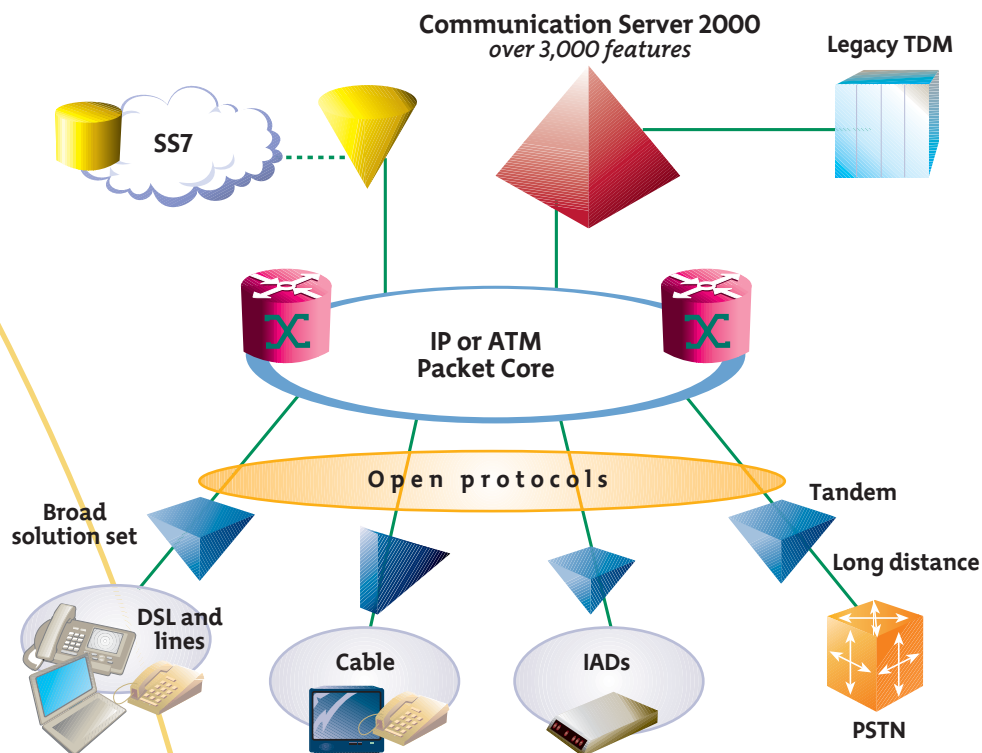 Communication Server 2000
over 3,000 features
Legacy TDM
SS7
IP or ATM
Packet Core
Open protocols
Broad
solution set
Tandem
Long distance
DSL and
lines
Cable
IADs
PSTN